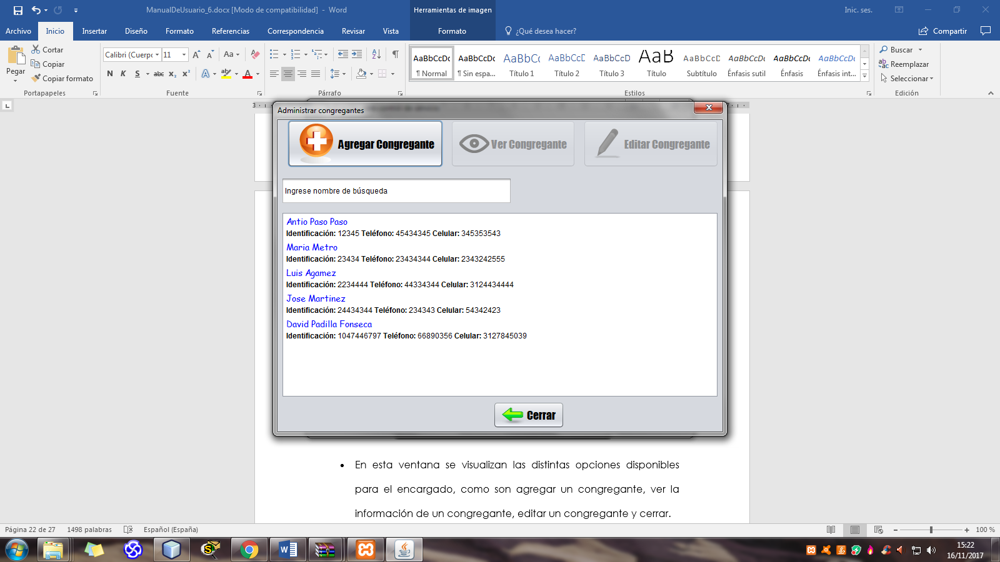 ManualDeUsuario_6.docx [Modo de compatibilidad] - Word
Herramientas de imagen
Inic. ses.
Archivo Inicio Insertar Diseño Formato Referencias Correspondencia Revisar Vista Formato ¿Qué desea hacer? Compartir
Pegar
Cortar
Copiar
Copiar formato
Portapapeles
Calibri (Cuerpo 11
N K S abc x₂ x²
Fuente
Párrafo
AaBbCcDc AaBbCcDc AaBbCc AaBbCcD AaBbCcD AaB AaBbCcD AaBbCcDc AaBbCcDc AaBbCcDc
¶ Normal ¶ Sin espa... Título 1 Título 2 Título 3 Título Subtítulo Énfasis sutil Énfasis Énfasis int...
Estilos
Buscar
Reemplazar
Seleccionar
Edición
Administrar congregantes
Agregar Congregante Ver Congregante Editar Congregante
Ingrese nombre de búsqueda
Antio Paso Paso
Identificación: 12345 Teléfono: 45434345 Celular: 345353543
Maria Metro
Identificación: 23434 Teléfono: 23434344 Celular: 2343242555
Luis Agamez
Identificación: 2234444 Teléfono: 44334344 Celular: 3124434444
Jose Martinez
Identificación: 24434344 Teléfono: 234343 Celular: 54342423
David Padilla Fonseca
Identificación: 1047446797 Teléfono: 66890356 Celular: 3127845039
Cerrar
• En esta ventana se visualizan las distintas opciones disponibles
para el encargado, como son agregar un congregante, ver la
información de un congregante, editar un congregante y cerrar.
Página 22 de 27 1498 palabras Español (España) 100 %
15:22
16/11/2017